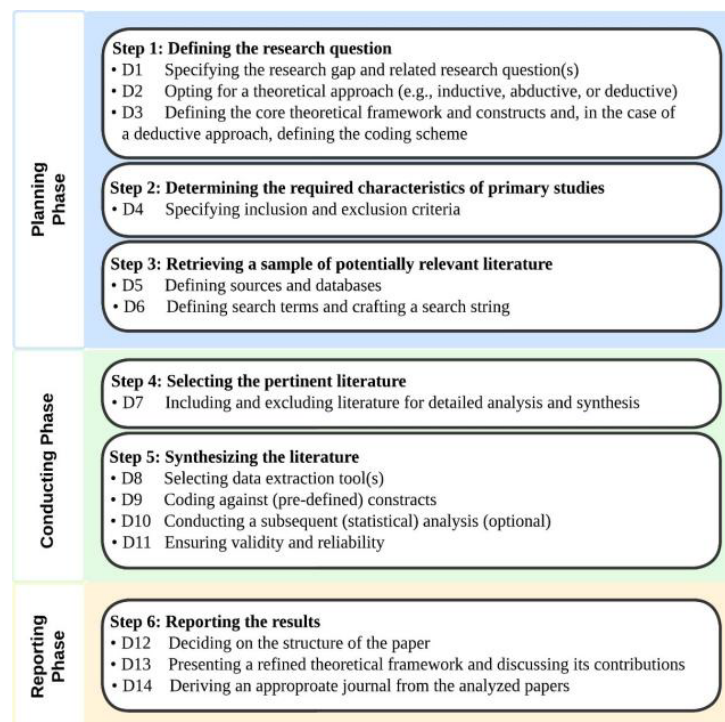 Planning
Phase
Step 1: Defining the research question
• D1 Specifying the research gap and related research question(s)
• D2 Opting for a theoretical approach (e.g., inductive, abductive, or deductive)
• D3 Defining the core theoretical framework and constructs and, in the case of
a deductive approach, defining the coding scheme
Step 2: Determining the required characteristics of primary studies
• D4 Specifying inclusion and exclusion criteria
Step 3: Retrieving a sample of potentially relevant literature
• D5 Defining sources and databases
• D6 Defining search terms and crafting a search string
Conducting Phase
Step 4: Selecting the pertinent literature
• D7 Including and excluding literature for detailed analysis and synthesis
Step 5: Synthesizing the literature
• D8 Selecting data extraction tool(s)
• D9 Coding against (pre-defined) constructs
• D10 Conducting a subsequent (statistical) analysis (optional)
• D11 Ensuring validity and reliability
Reporting
Phase
Step 6: Reporting the results
• D12 Deciding on the structure of the paper
• D13 Presenting a refined theoretical framework and discussing its contributions
• D14 Deriving an approproate journal from the analyzed papers